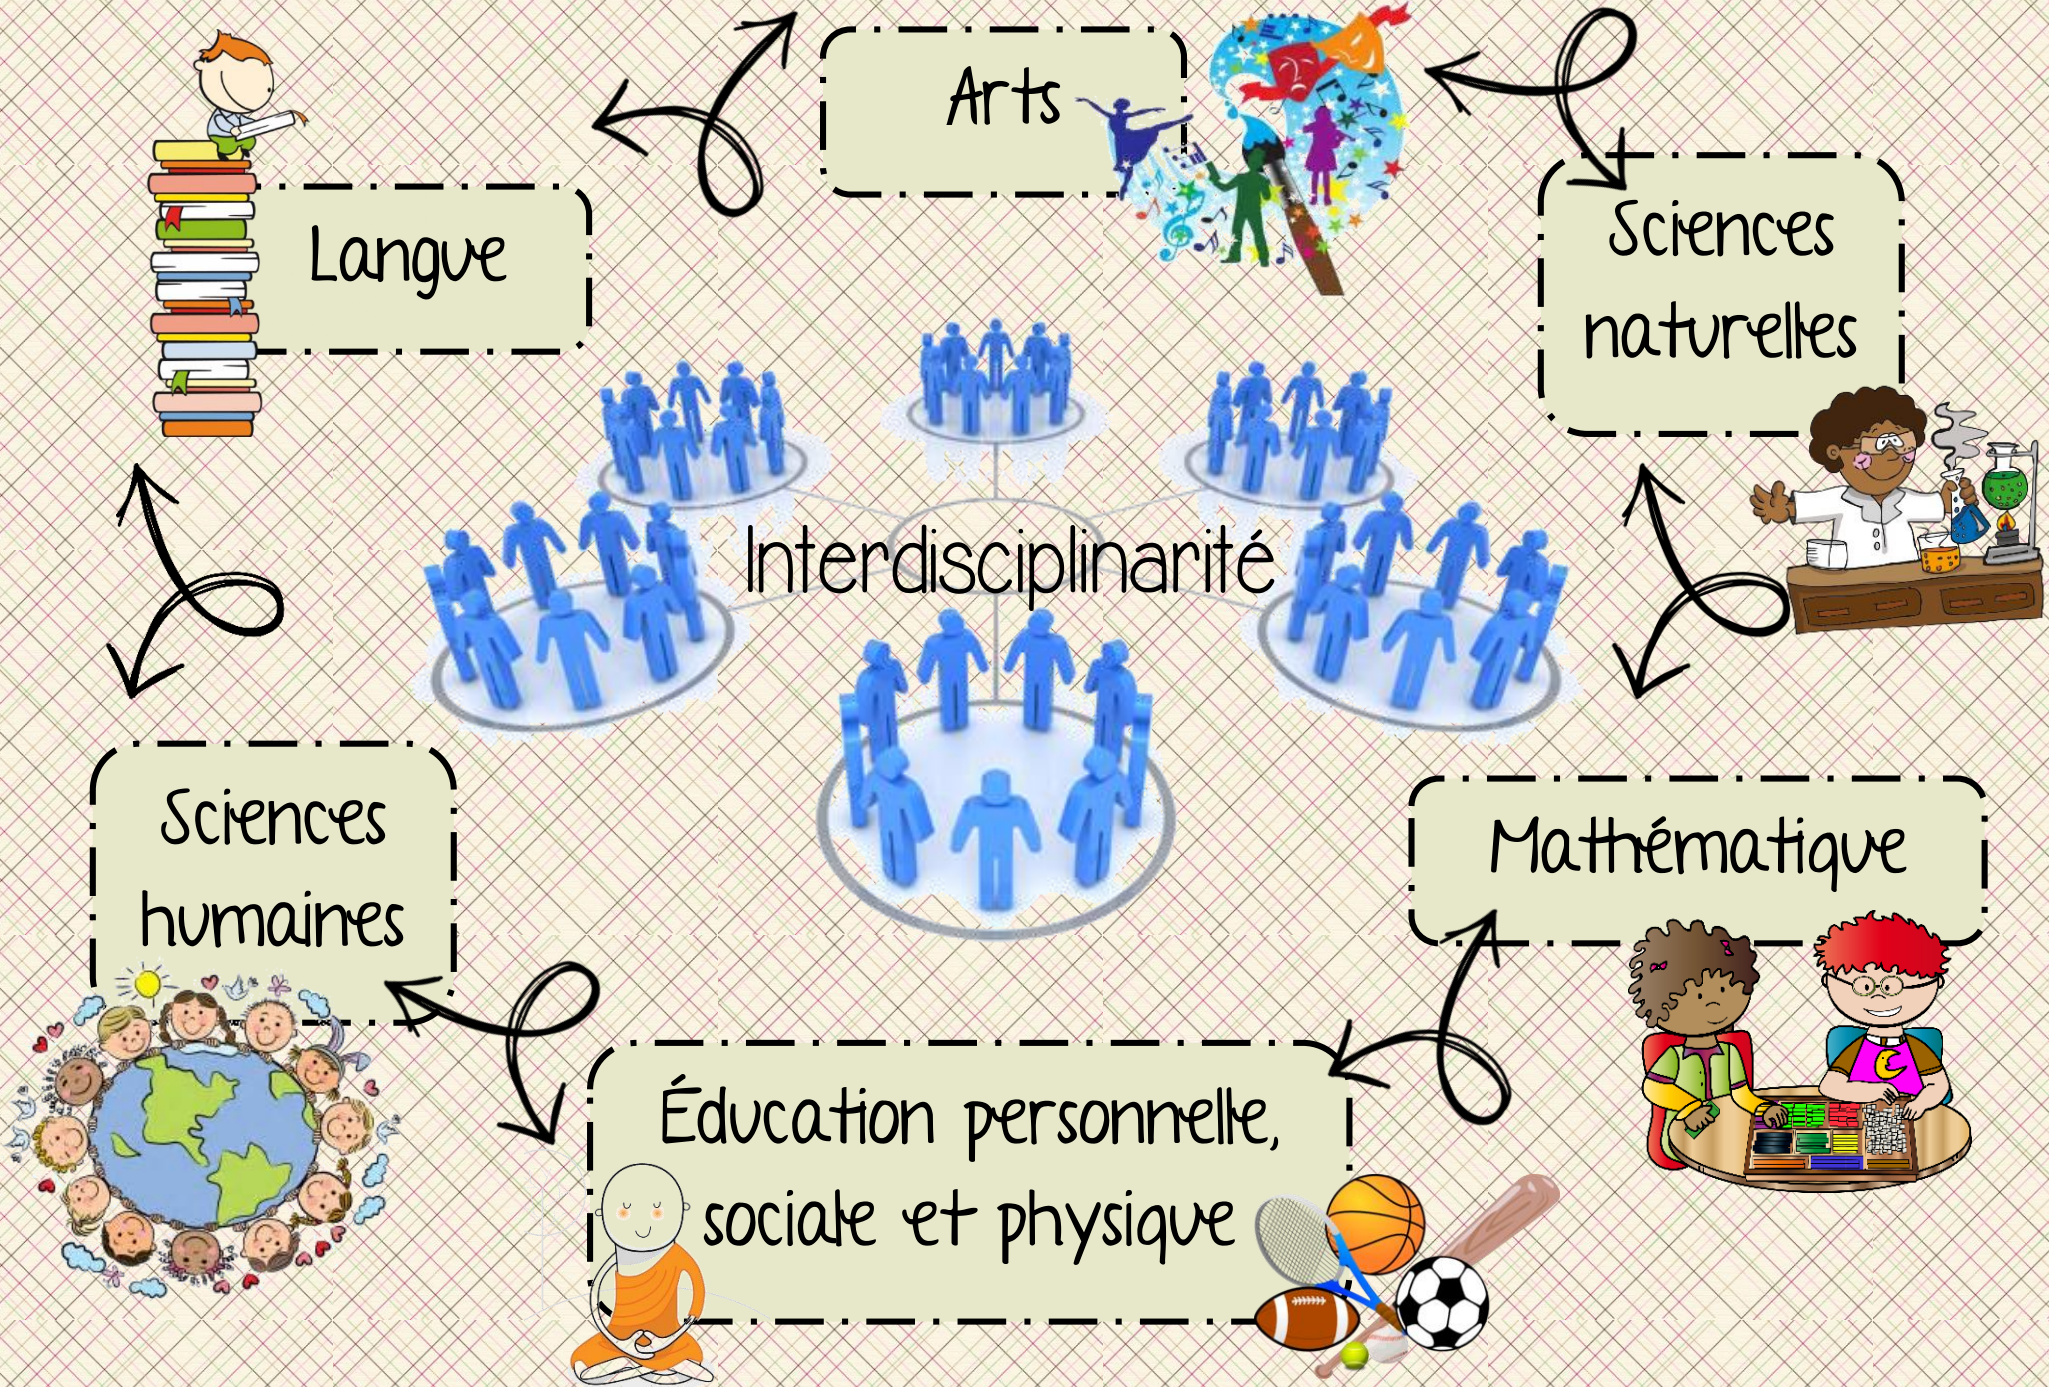 Arts
Langue
Sciences
naturelles
Interdisciplinarité
Sciences
humaines
Mathématique
Éducation personnelle,
sociale et physique